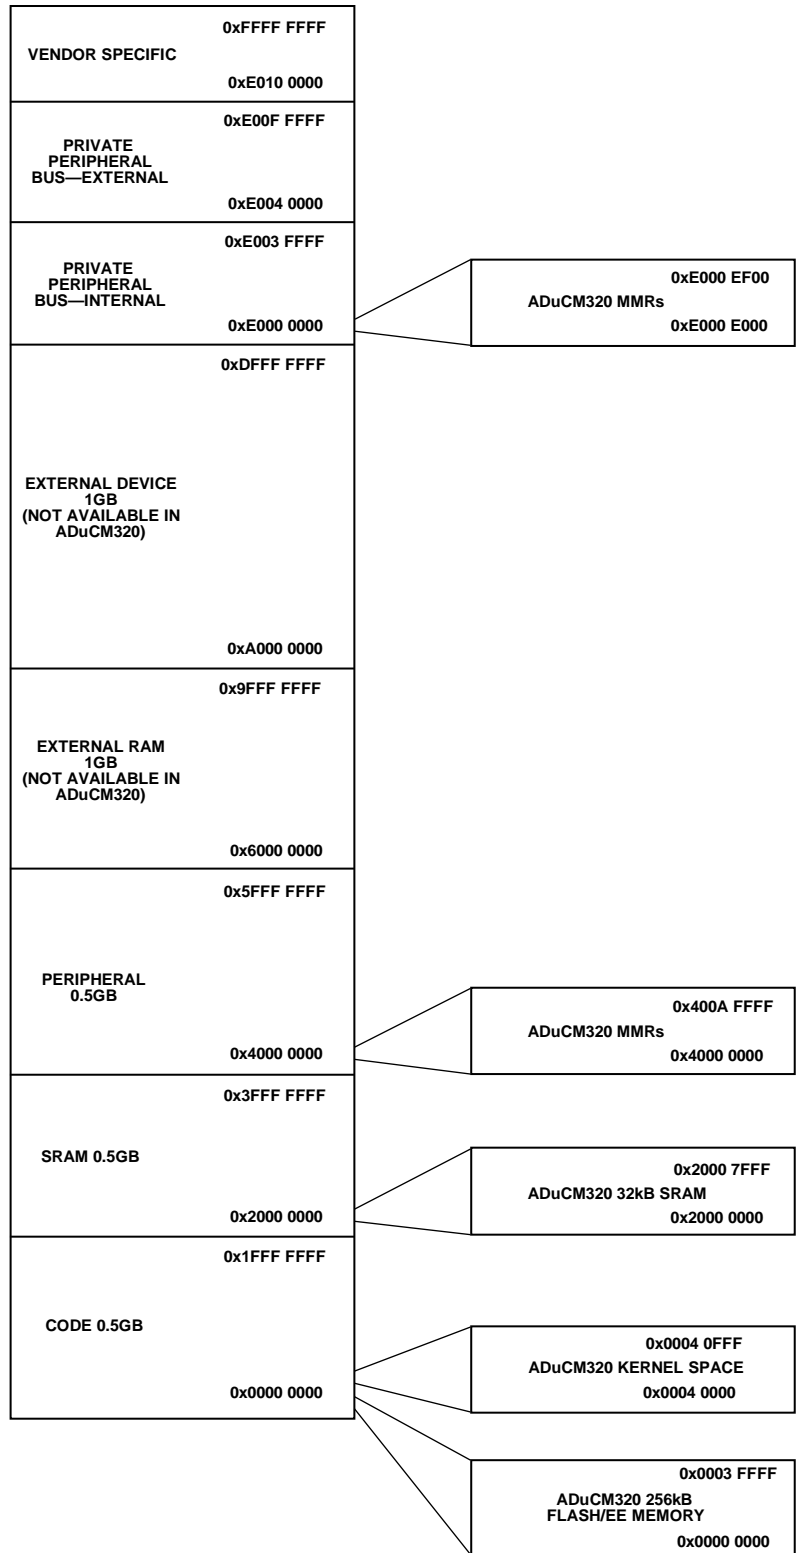 0xFFFF FFFF
VENDOR SPECIFIC
0xE010 0000
0xE00F FFFF
PRIVATE
PERIPHERAL
BUS—EXTERNAL
0xE004 0000
0xE003 FFFF
PRIVATE
PERIPHERAL
BUS—INTERNAL
0xE000 0000
0xE000 EF00
ADuCM320 MMRs
0xE000 E000
0xDFFF FFFF
EXTERNAL DEVICE
1GB
(NOT AVAILABLE IN
ADuCM320)
0xA000 0000
0x9FFF FFFF
EXTERNAL RAM
1GB
(NOT AVAILABLE IN
ADuCM320)
0x6000 0000
0x5FFF FFFF
PERIPHERAL
0.5GB
0x4000 0000
0x400A FFFF
ADuCM320 MMRs
0x4000 0000
0x3FFF FFFF
SRAM 0.5GB
0x2000 0000
0x2000 7FFF
ADuCM320 32kB SRAM
0x2000 0000
0x1FFF FFFF
CODE 0.5GB
0x0000 0000
0x0004 0FFF
ADuCM320 KERNEL SPACE
0x0004 0000
0x0003 FFFF
ADuCM320 256kB
FLASH/EE MEMORY
0x0000 0000